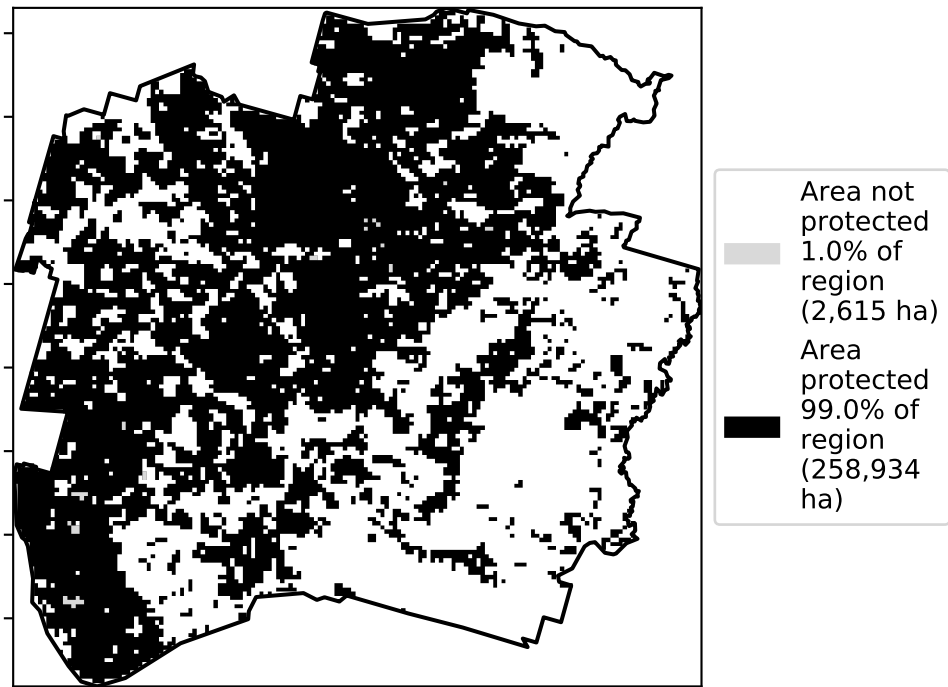 Area not
protected
1.0% of
region
(2,615 ha)
Area
protected
99.0% of
region
(258,934
ha)